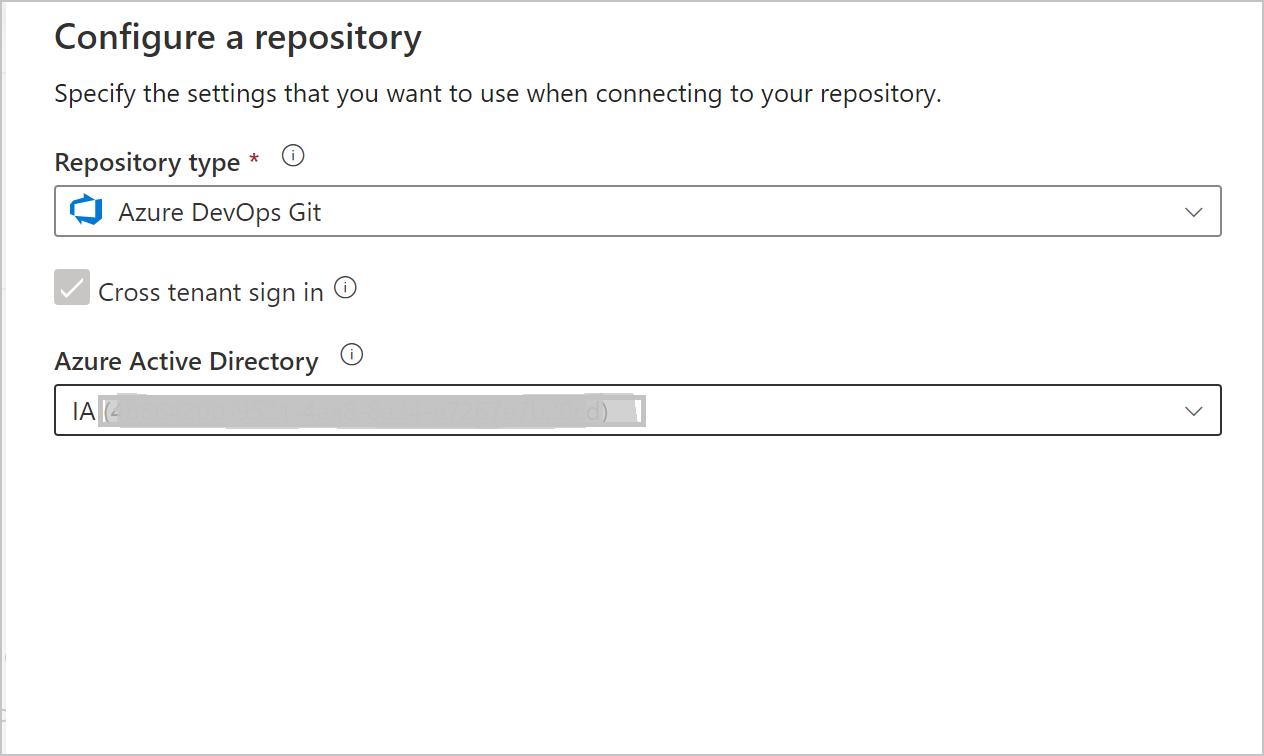 Configure a repository
Specify the settings that you want to use when connecting to your repository.
Repository type *
Azure DevOps Git
Cross tenant sign in
Azure Active Directory
IA